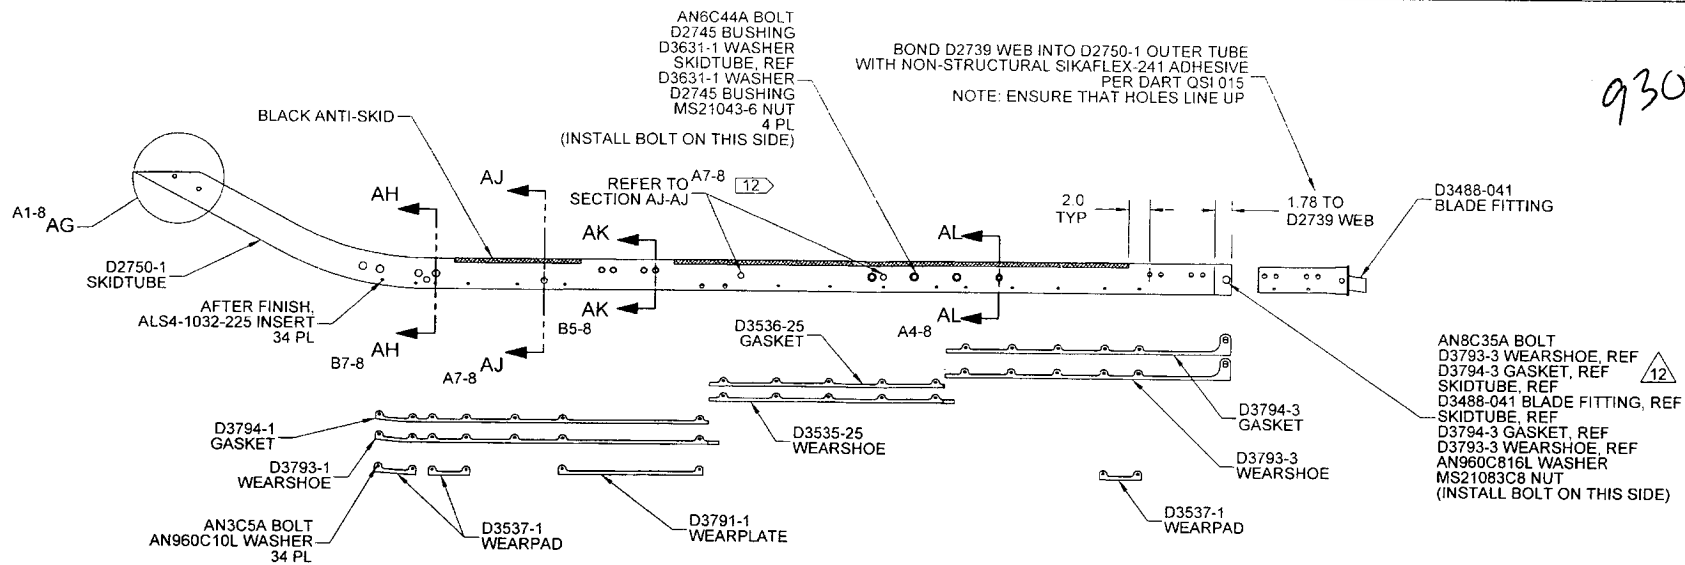 AN6C44A BOLT
D2745 BUSHING
D3631-1 WASHER
SKIDTUBE, REF
D3631-1 WASHER
D2745 BUSHING
MS21043-6 NUT
4 PL
(INSTALL BOLT ON THIS SIDE)
BOND D2739 WEB INTO D2750-1 OUTER TUBE
WITH NON-STRUCTURAL SIKAFLEX-241 ADHESIVE
PER DART QSI 015
NOTE: ENSURE THAT HOLES LINE UP
930
BLACK ANTI-SKID
A1-8
AG
AH
AJ
REFER TO
SECTION AJ-AJ
A7-8
12
AK
AL
2.0
TYP
1.78 TO
D2739 WEB
D3488-041
BLADE FITTING
D2750-1
SKIDTUBE
AFTER FINISH,
ALS4-1032-225 INSERT
34 PL
AH
B7-8
AJ
A7-8
AK
B5-8
AL
A4-8
D3536-25
GASKET
D3794-1
GASKET
D3793-1
WEARSHOE
D3535-25
WEARSHOE
D3794-3
GASKET
D3793-3
WEARSHOE
AN8C35A BOLT
D3793-3 WEARSHOE, REF
D3794-3 GASKET, REF
12
SKIDTUBE, REF
D3488-041 BLADE FITTING, REF
SKIDTUBE, REF
D3794-3 GASKET, REF
D3793-3 WEARSHOE, REF
AN960C816L WASHER
MS21083C8 NUT
(INSTALL BOLT ON THIS SIDE)
AN3C5A BOLT
AN960C10L WASHER
34 PL
D3537-1
WEARPAD
D3791-1
WEARPLATE
D3537-1
WEARPAD